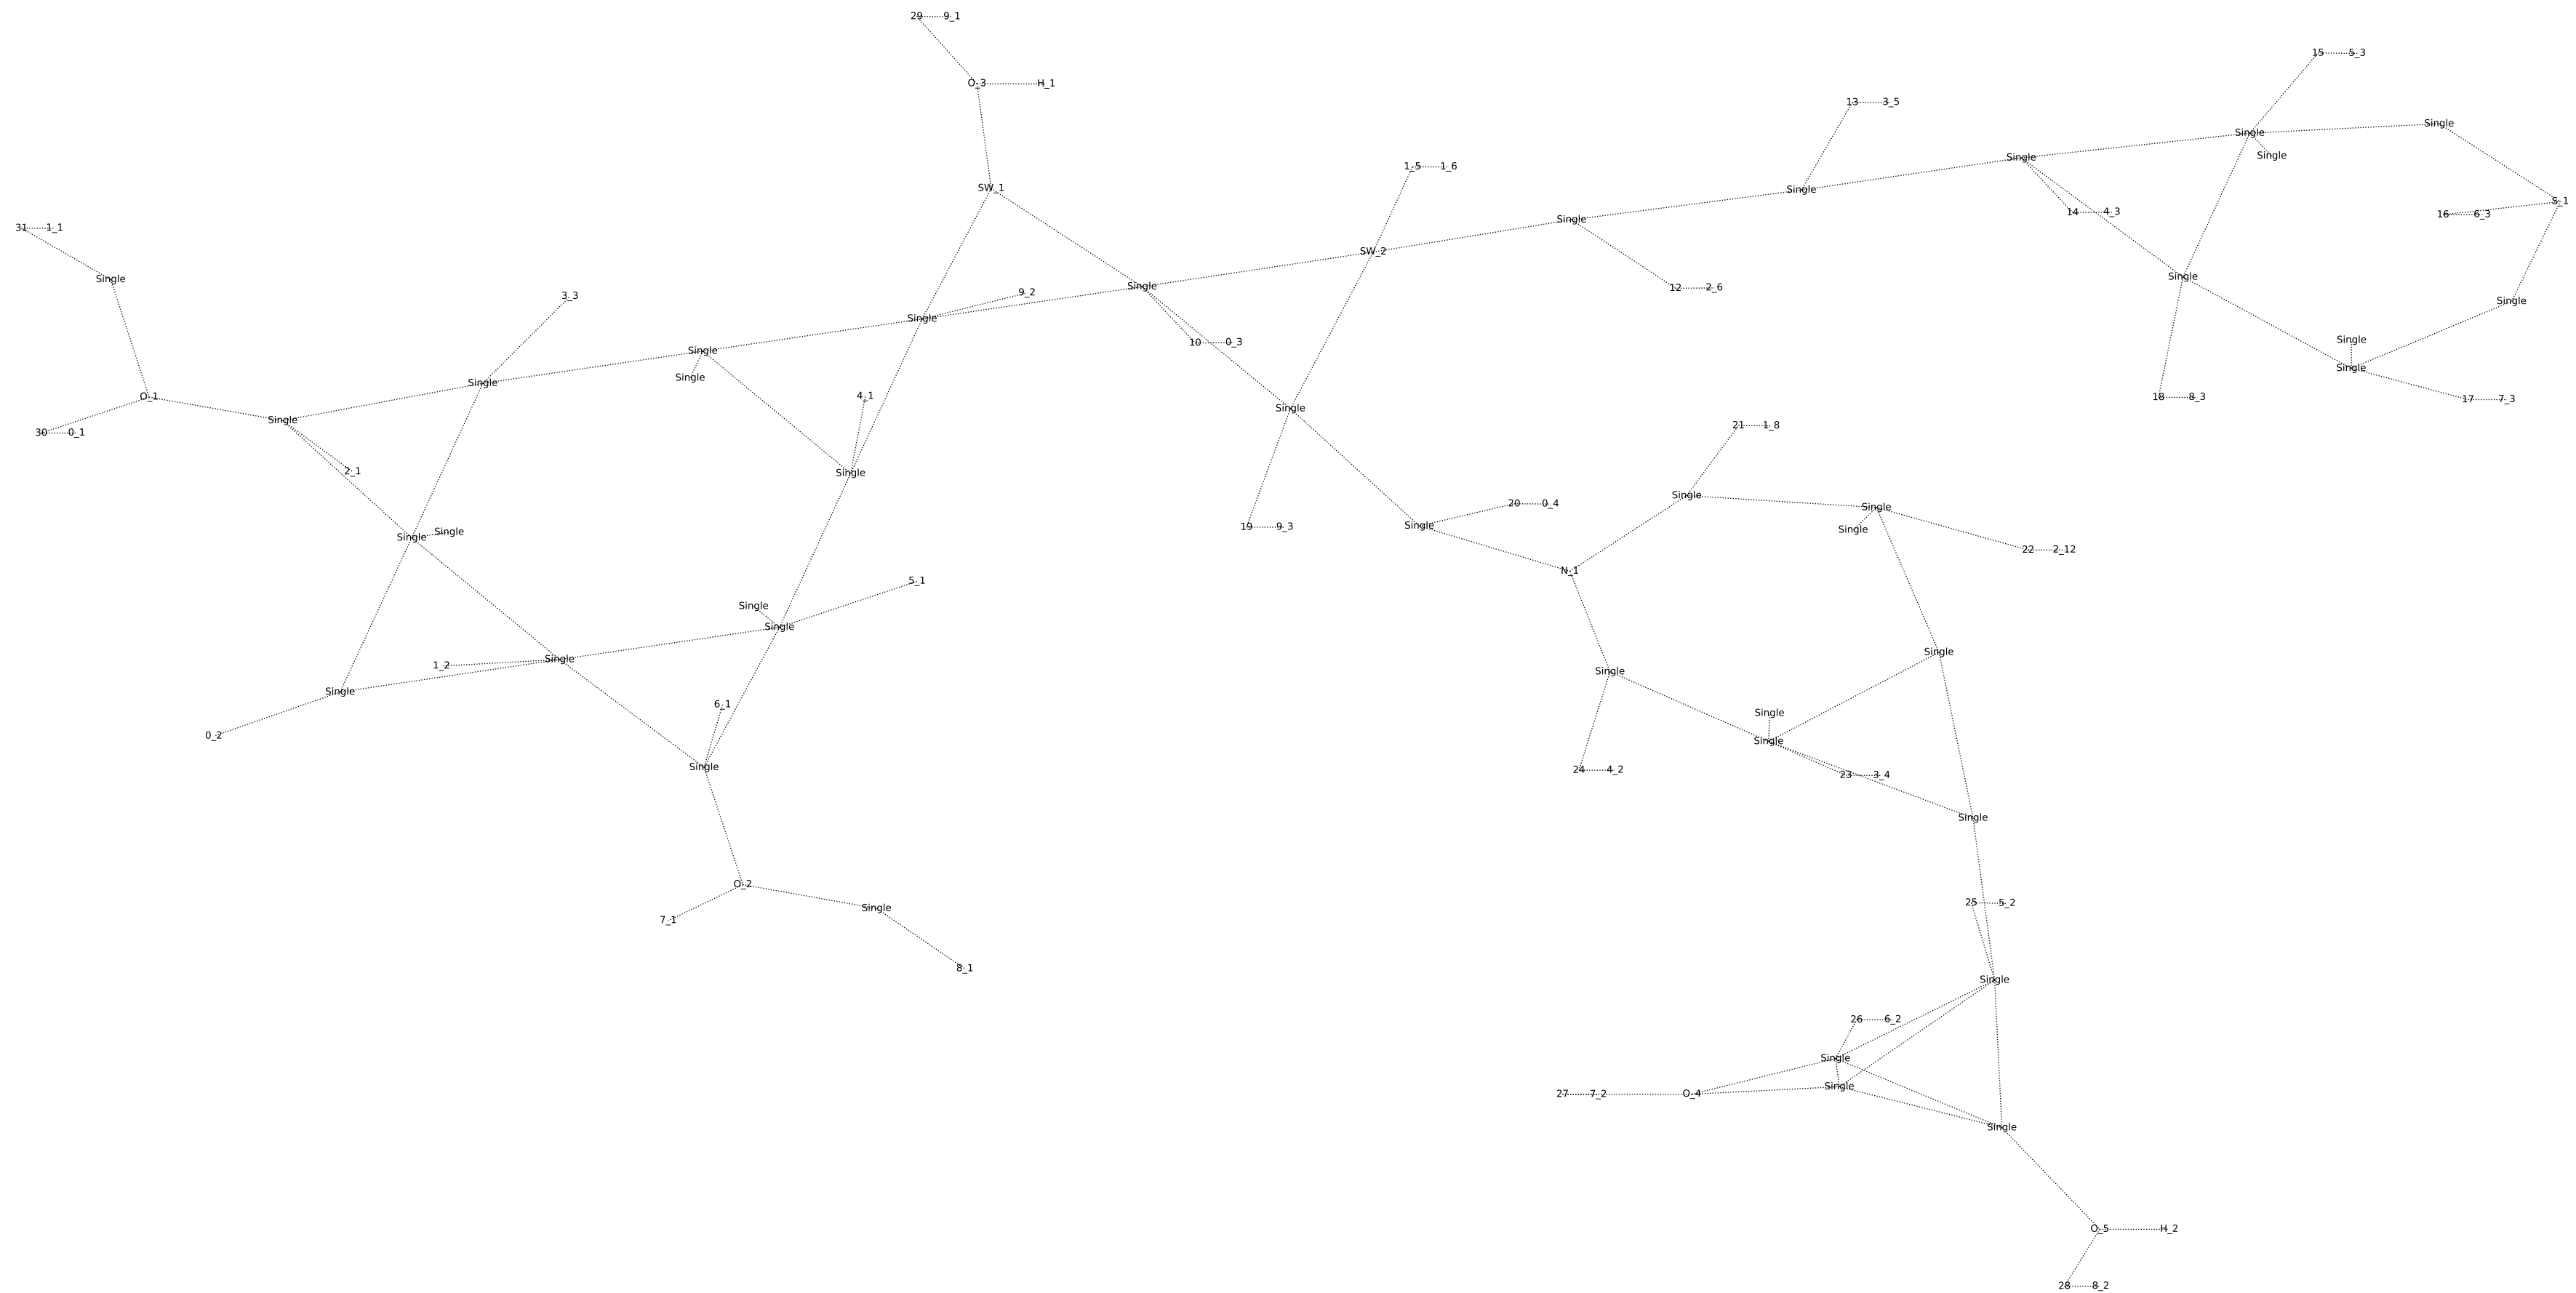 29 9_1
15 5_3
O_3 H_1
13 3_5
Single
Single
Single
Single
1_5 1_6
SW_1
Single
S_1
14 4_3
16 6_3
Single
31 1_1
SW_2
Single
Single
Single
12 2_6
9_2
3_3
Single
Single
10 0_3
Single
Single
Single
Single
Single
4_1
O_1
18 8_3
17 7_3
Single
Single
21 1_8
30 0_1
2_1
Single
Single
20 0_4
Single
19 9_3
Single
Single
Single
Single
22 2_12
N_1
5_1
Single
Single
Single
Single
1_2
Single
Single
6_1
Single
0_2
Single
Single
24 4_2
23 3_4
Single
O_2
25 5_2
Single
7_1
8_1
Single
26 6_2
Single
Single
27 7_2 O_4
Single
O_5 H_2
28 8_2